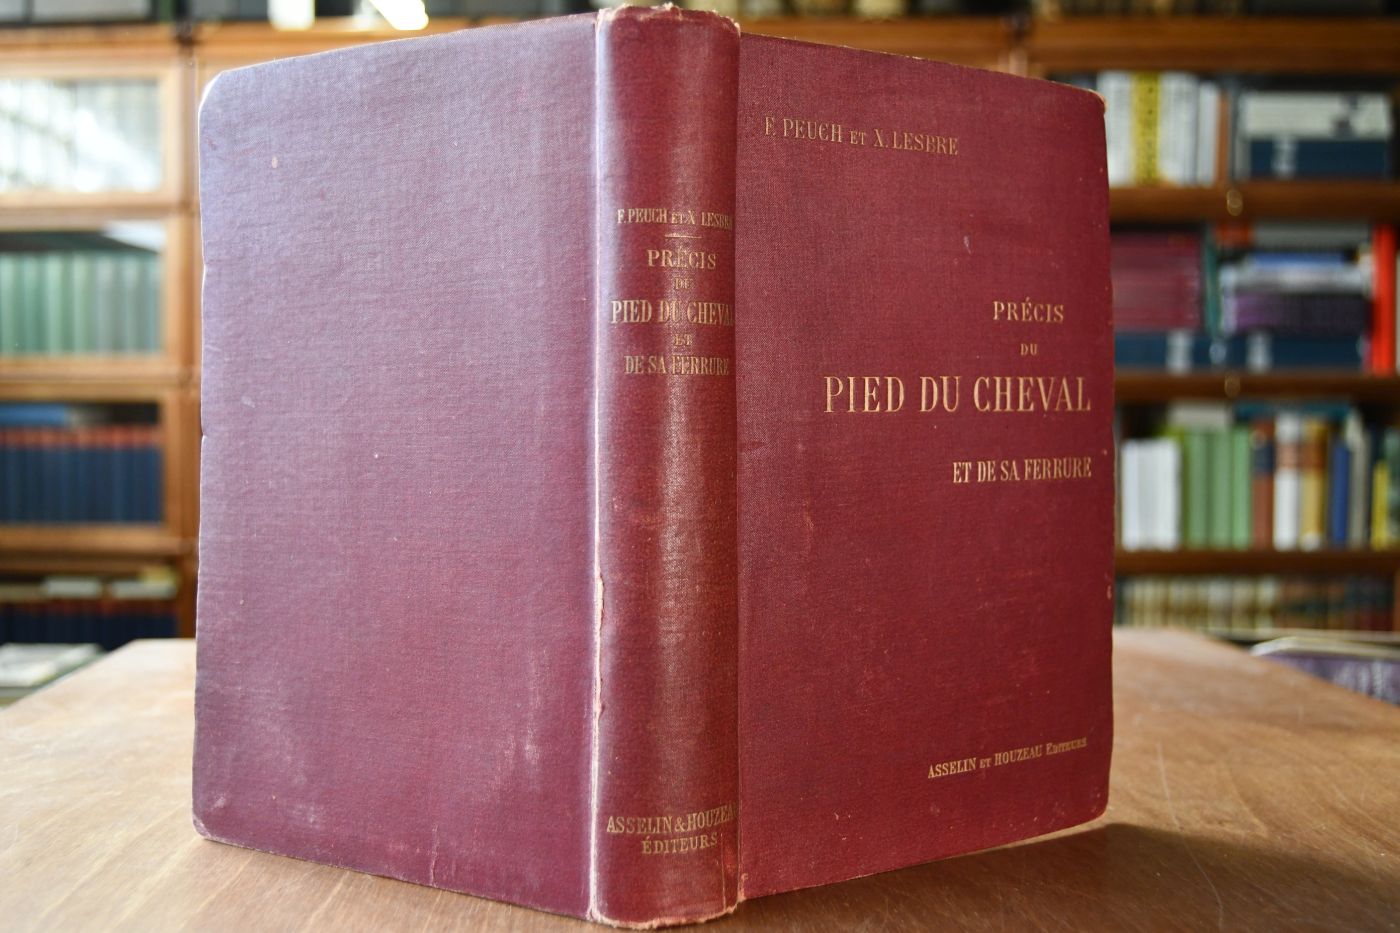 F. PEUCH ET X. LESBRE
PRÉCIS
DU
PIED DU CHEVAL
ET
DE SA FERRURE
ASSELIN & HOUZEAU
ÉDITEURS
F. PEUCH ET X. LESBRE
PRÉCIS
DU
PIED DU CHEVAL
ET DE SA FERRURE
ASSELIN ET HOUZEAU EDITEURS